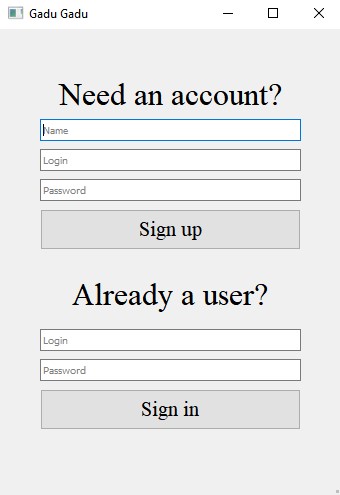 Gadu Gadu
Need an account?
Name
Login
Password
Sign up
Already a user?
Login
Password
Sign in